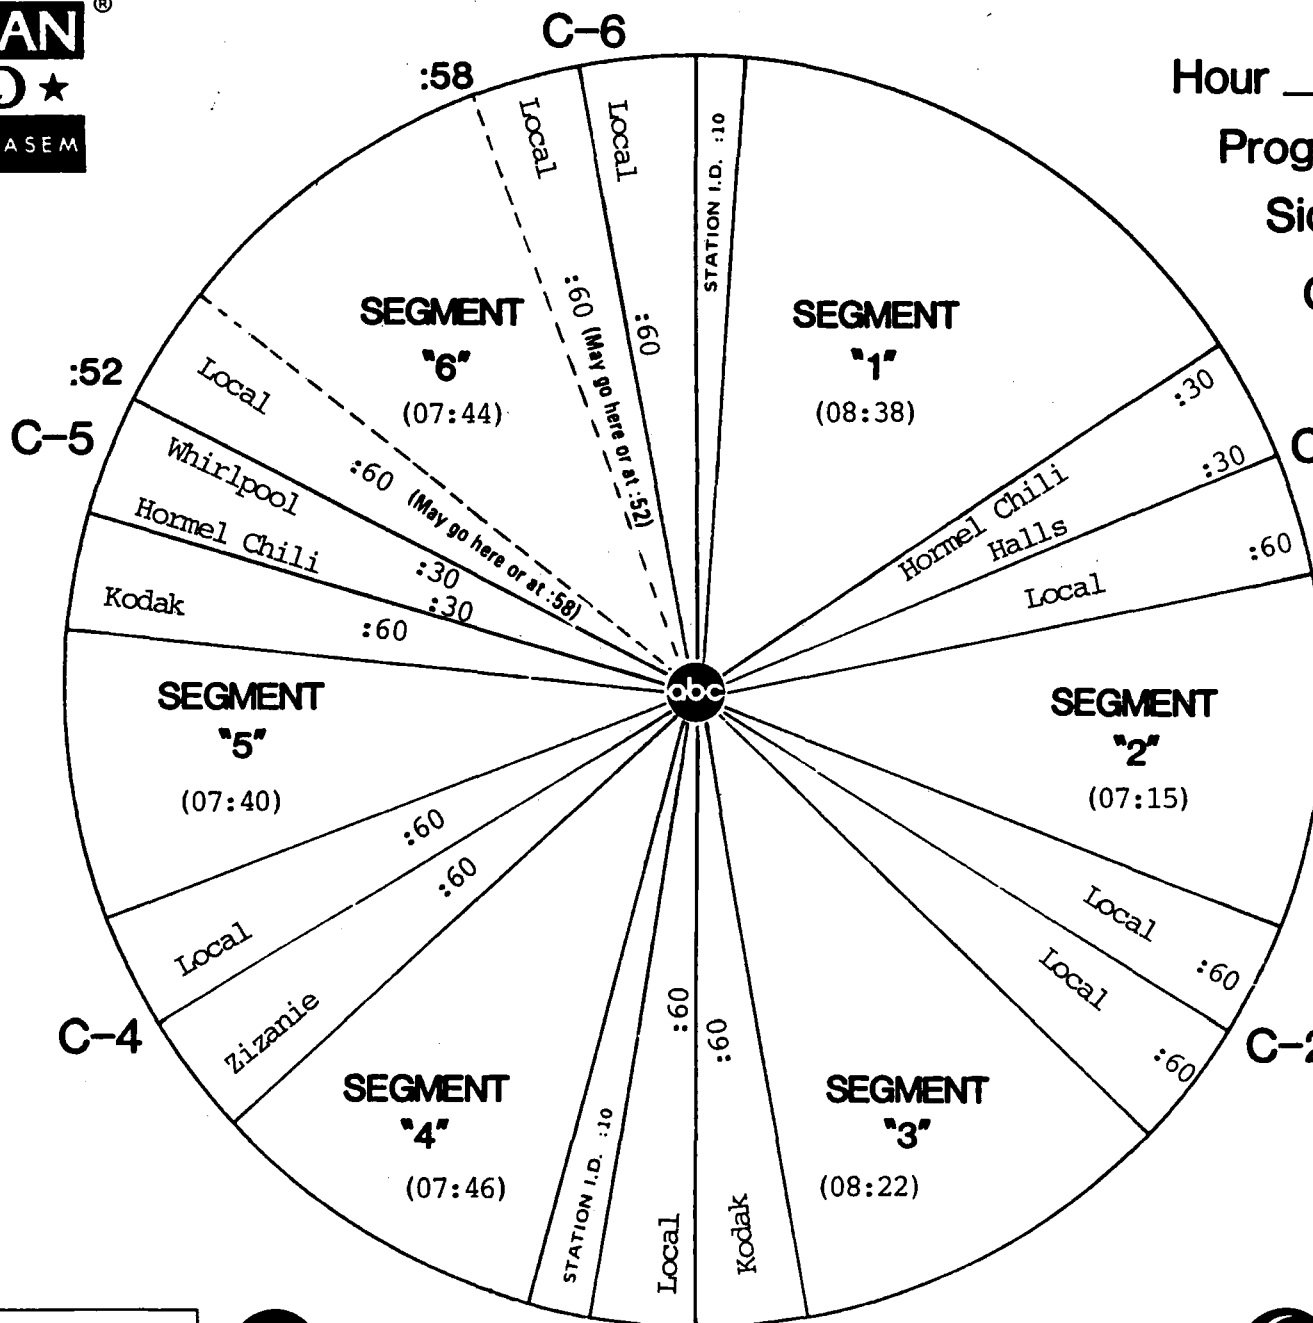 AN ®
ASEM
C-6
:58
Hour
Prog
:52
C-5
C-4
abc
STATION I.D. :10
SEGMENT
"1"
(08:38)
Hormel Chili :30
Halls :30
Local :60
SEGMENT
"2"
(07:15)
Local :60
Local :60
C-2
SEGMENT
"3"
(08:22)
Kodak :60
Local :60
STATION I.D. :10
SEGMENT
"4"
(07:46)
Zizanie :60
Local :60
SEGMENT
"5"
(07:40)
Kodak :60
Hormel Chili :30
Whirlpool :30
Local :60 (May go here or at :58)
SEGMENT
"6"
(07:44)
Local :60 (May go here or at :52)
Local :60